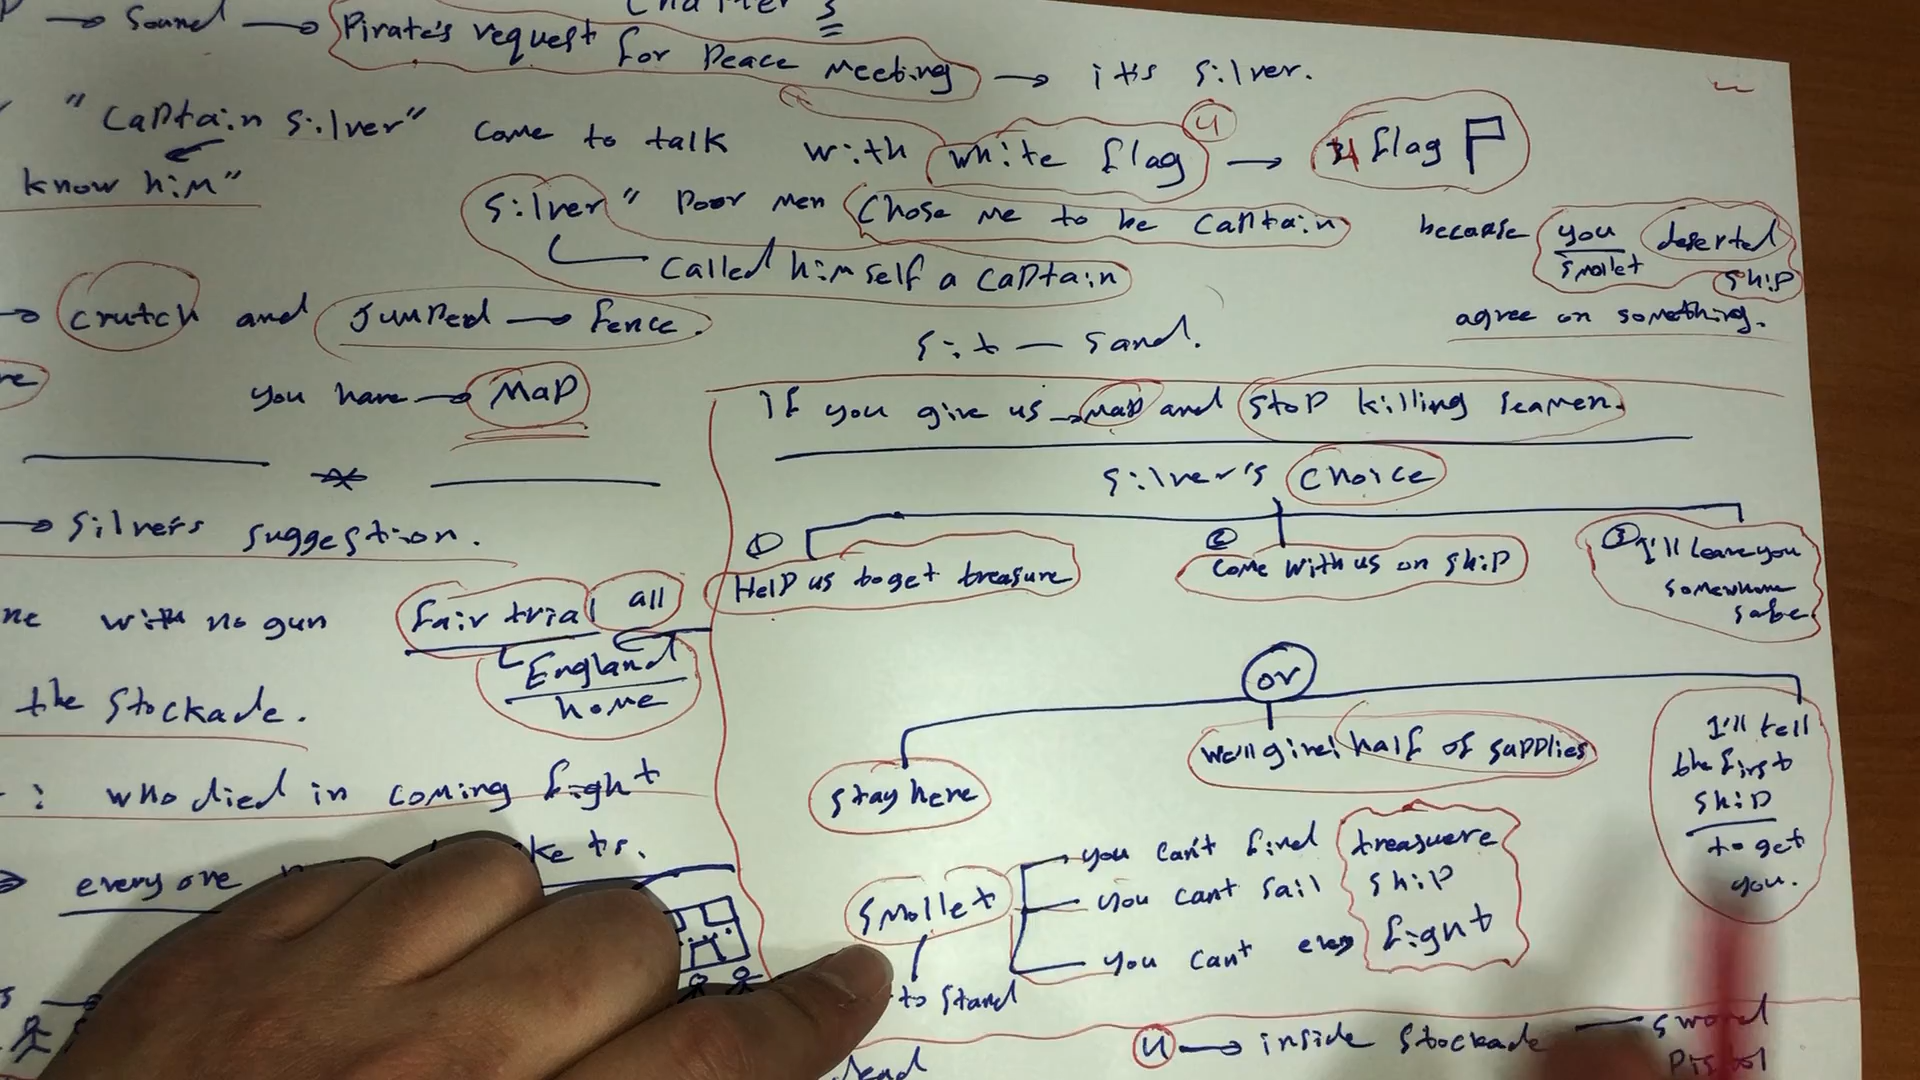 → Sound → Pirate's request for Peace Meeting → it's Silver.
"Captain Silver" come to talk with white flag → 4 flag
know him"
Silver " Poor men chose me to be captain because you deserted ship
Smollet
called himself a captain
agree on something.
→ crutch and jumped → fence.
sit — sand.
you have → map
If you give us → map and stop killing seamen.
Silver's choice
→ Silver's suggestion.
① Help us to get treasure
② come with us on ship
③ I'll leave you somewhere safe
with no gun fair trial all
England
home
the stockade.
or
stay here
we'll give half of supplies
I'll tell the first ship to get you.
: who died in coming fight
every one
Smollet
you can't find treasuere
you can't sail ship
you can't even fight
to stand
4 → inside stockade — sword
Pistol
dead